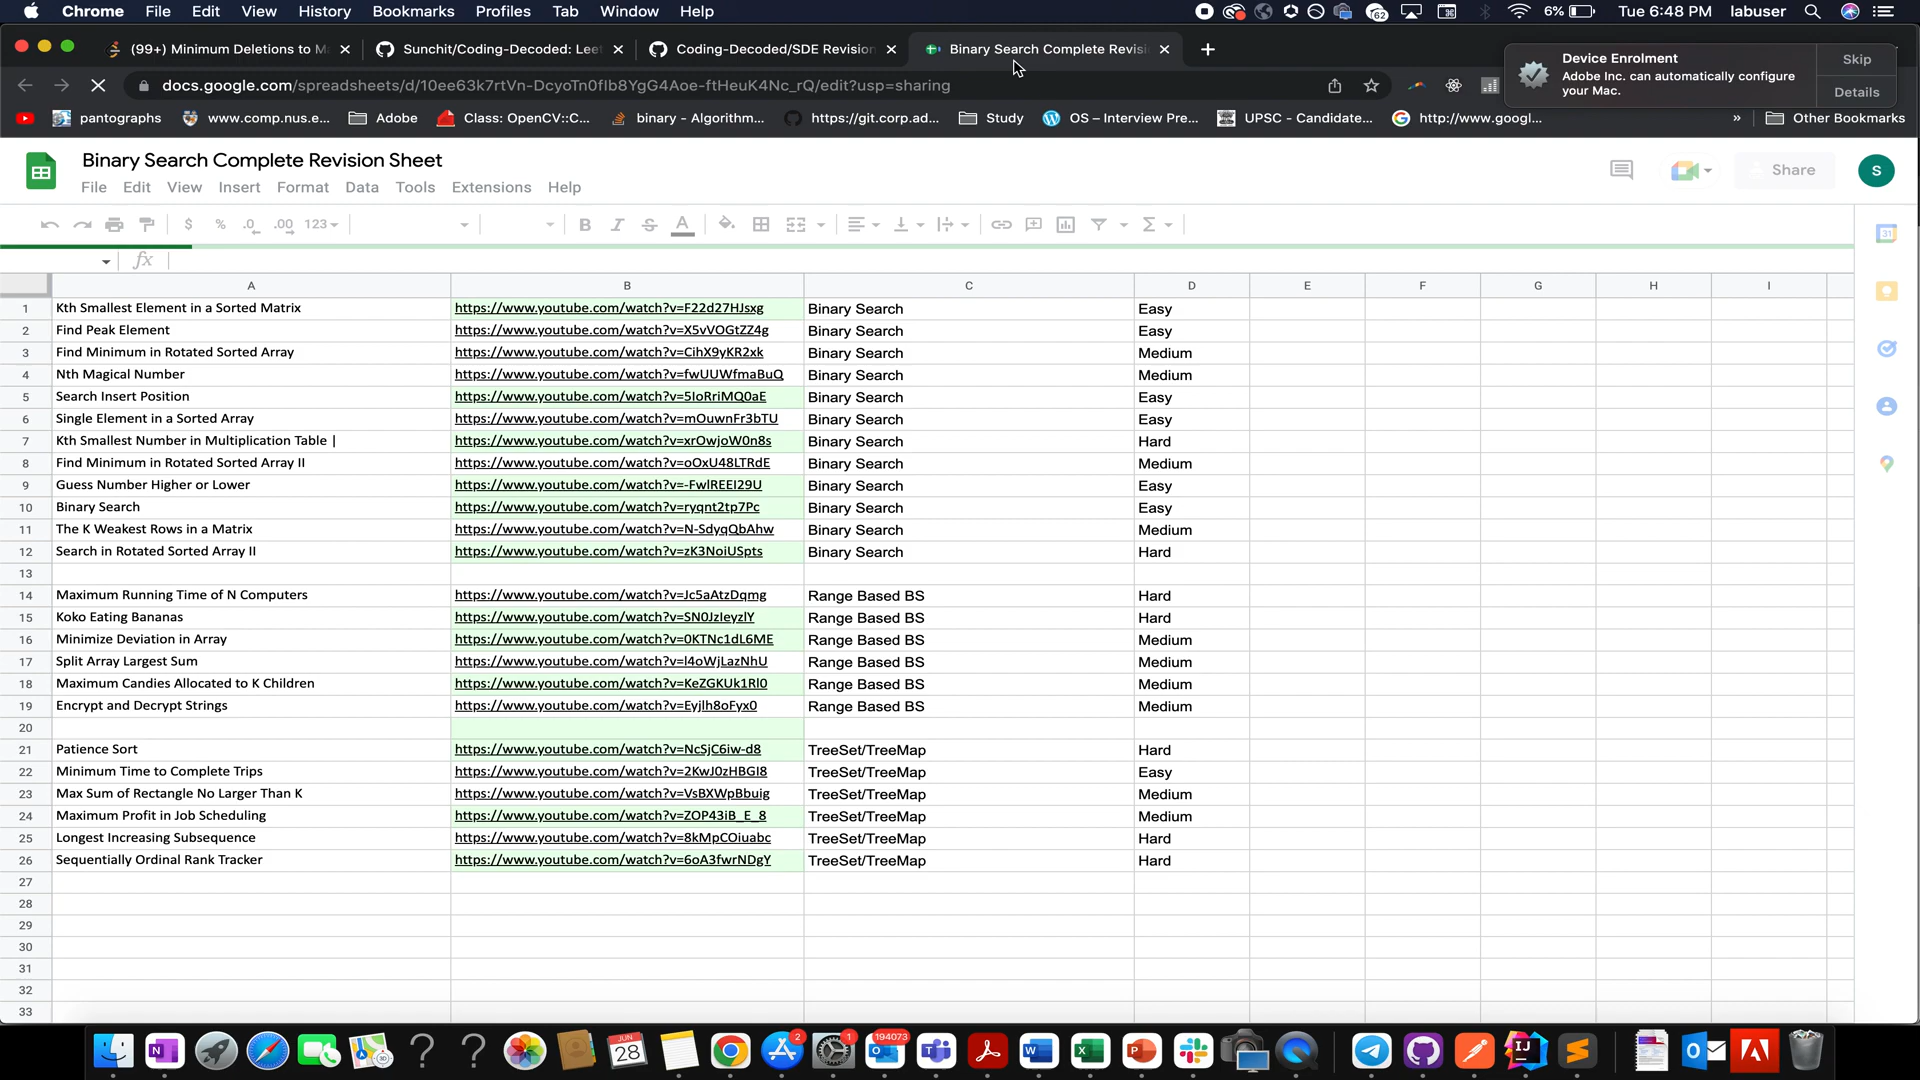 Chrome File Edit View History Bookmarks Profiles Tab Window Help 62 6% Tue 6:48 PM labuser
(99+) Minimum Deletions to M Sunchit/Coding-Decoded: Leet Coding-Decoded/SDE Revision Binary Search Complete Revisi
docs.google.com/spreadsheets/d/10ee63k7rtVn-DcyoTn0fIb8YgG4Aoe-ftHeuK4Nc_rQ/edit?usp=sharing
Device Enrolment
Adobe Inc. can automatically configure
your Mac.
Skip
Details
pantographs www.comp.nus.e... Adobe Class: OpenCV::C... binary - Algorithm... https://git.corp.ad... Study OS – Interview Pre... UPSC - Candidate... http://www.googl... » Other Bookmarks
Binary Search Complete Revision Sheet
File Edit View Insert Format Data Tools Extensions Help
Share S
$ % .0 .00 123 B I S A Σ
fx
31
A B C D E F G H I
1 Kth Smallest Element in a Sorted Matrix https://www.youtube.com/watch?v=F22d27HJsxg Binary Search Easy
2 Find Peak Element https://www.youtube.com/watch?v=X5vVOGtZZ4g Binary Search Easy
3 Find Minimum in Rotated Sorted Array https://www.youtube.com/watch?v=CihX9yKR2xk Binary Search Medium
4 Nth Magical Number https://www.youtube.com/watch?v=fwUUWfmaBuQ Binary Search Medium
5 Search Insert Position https://www.youtube.com/watch?v=5IoRriMQ0aE Binary Search Easy
6 Single Element in a Sorted Array https://www.youtube.com/watch?v=mOuwnFr3bTU Binary Search Easy
7 Kth Smallest Number in Multiplication Table | https://www.youtube.com/watch?v=xrOwjoW0n8s Binary Search Hard
8 Find Minimum in Rotated Sorted Array II https://www.youtube.com/watch?v=oOxU48LTRdE Binary Search Medium
9 Guess Number Higher or Lower https://www.youtube.com/watch?v=-FwlREEI29U Binary Search Easy
10 Binary Search https://www.youtube.com/watch?v=ryqnt2tp7Pc Binary Search Easy
11 The K Weakest Rows in a Matrix https://www.youtube.com/watch?v=N-SdyqQbAhw Binary Search Medium
12 Search in Rotated Sorted Array II https://www.youtube.com/watch?v=zK3NoiUSpts Binary Search Hard
13
14 Maximum Running Time of N Computers https://www.youtube.com/watch?v=Jc5aAtzDqmg Range Based BS Hard
15 Koko Eating Bananas https://www.youtube.com/watch?v=SN0JzIeyzlY Range Based BS Hard
16 Minimize Deviation in Array https://www.youtube.com/watch?v=0KTNc1dL6ME Range Based BS Medium
17 Split Array Largest Sum https://www.youtube.com/watch?v=l4oWjLazNhU Range Based BS Medium
18 Maximum Candies Allocated to K Children https://www.youtube.com/watch?v=KeZGKUk1Rl0 Range Based BS Medium
19 Encrypt and Decrypt Strings https://www.youtube.com/watch?v=Eyjlh8oFyx0 Range Based BS Medium
20
21 Patience Sort https://www.youtube.com/watch?v=NcSjC6iw-d8 TreeSet/TreeMap Hard
22 Minimum Time to Complete Trips https://www.youtube.com/watch?v=2KwJ0zHBGI8 TreeSet/TreeMap Easy
23 Max Sum of Rectangle No Larger Than K https://www.youtube.com/watch?v=VsBXWpBbuig TreeSet/TreeMap Medium
24 Maximum Profit in Job Scheduling https://www.youtube.com/watch?v=ZOP43iB_E_8 TreeSet/TreeMap Medium
25 Longest Increasing Subsequence https://www.youtube.com/watch?v=8kMpCOiuabc TreeSet/TreeMap Hard
26 Sequentially Ordinal Rank Tracker https://www.youtube.com/watch?v=6oA3fwrNDgY TreeSet/TreeMap Hard
27
28
29
30
31
32
33
JUN 28 2 1 194073